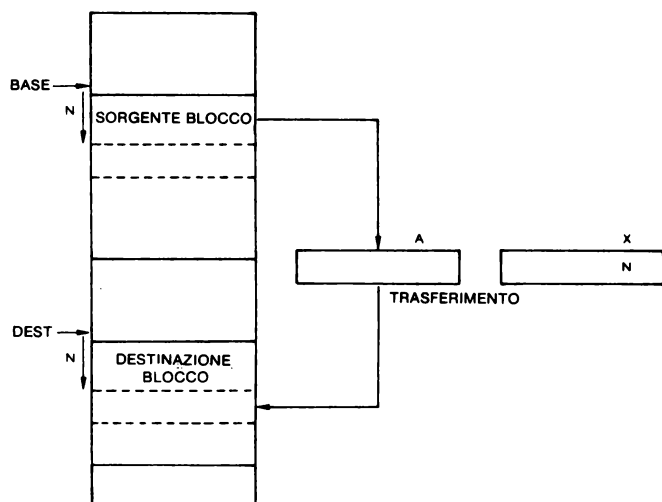 BASE
N
SORGENTE BLOCCO
A
X
N
TRASFERIMENTO
DEST
N
DESTINAZIONE
BLOCCO